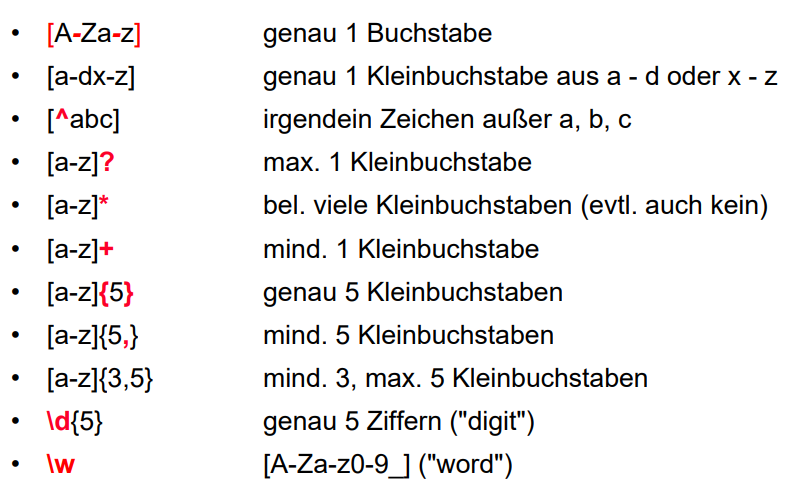 • [A-Za-z] genau 1 Buchstabe
• [a-dx-z] genau 1 Kleinbuchstabe aus a - d oder x - z
• [^abc] irgendein Zeichen außer a, b, c
• [a-z]? max. 1 Kleinbuchstabe
• [a-z]* bel. viele Kleinbuchstaben (evtl. auch kein)
• [a-z]+ mind. 1 Kleinbuchstabe
• [a-z]{5} genau 5 Kleinbuchstaben
• [a-z]{5,} mind. 5 Kleinbuchstaben
• [a-z]{3,5} mind. 3, max. 5 Kleinbuchstaben
• \d{5} genau 5 Ziffern ("digit")
• \w [A-Za-z0-9_] ("word")